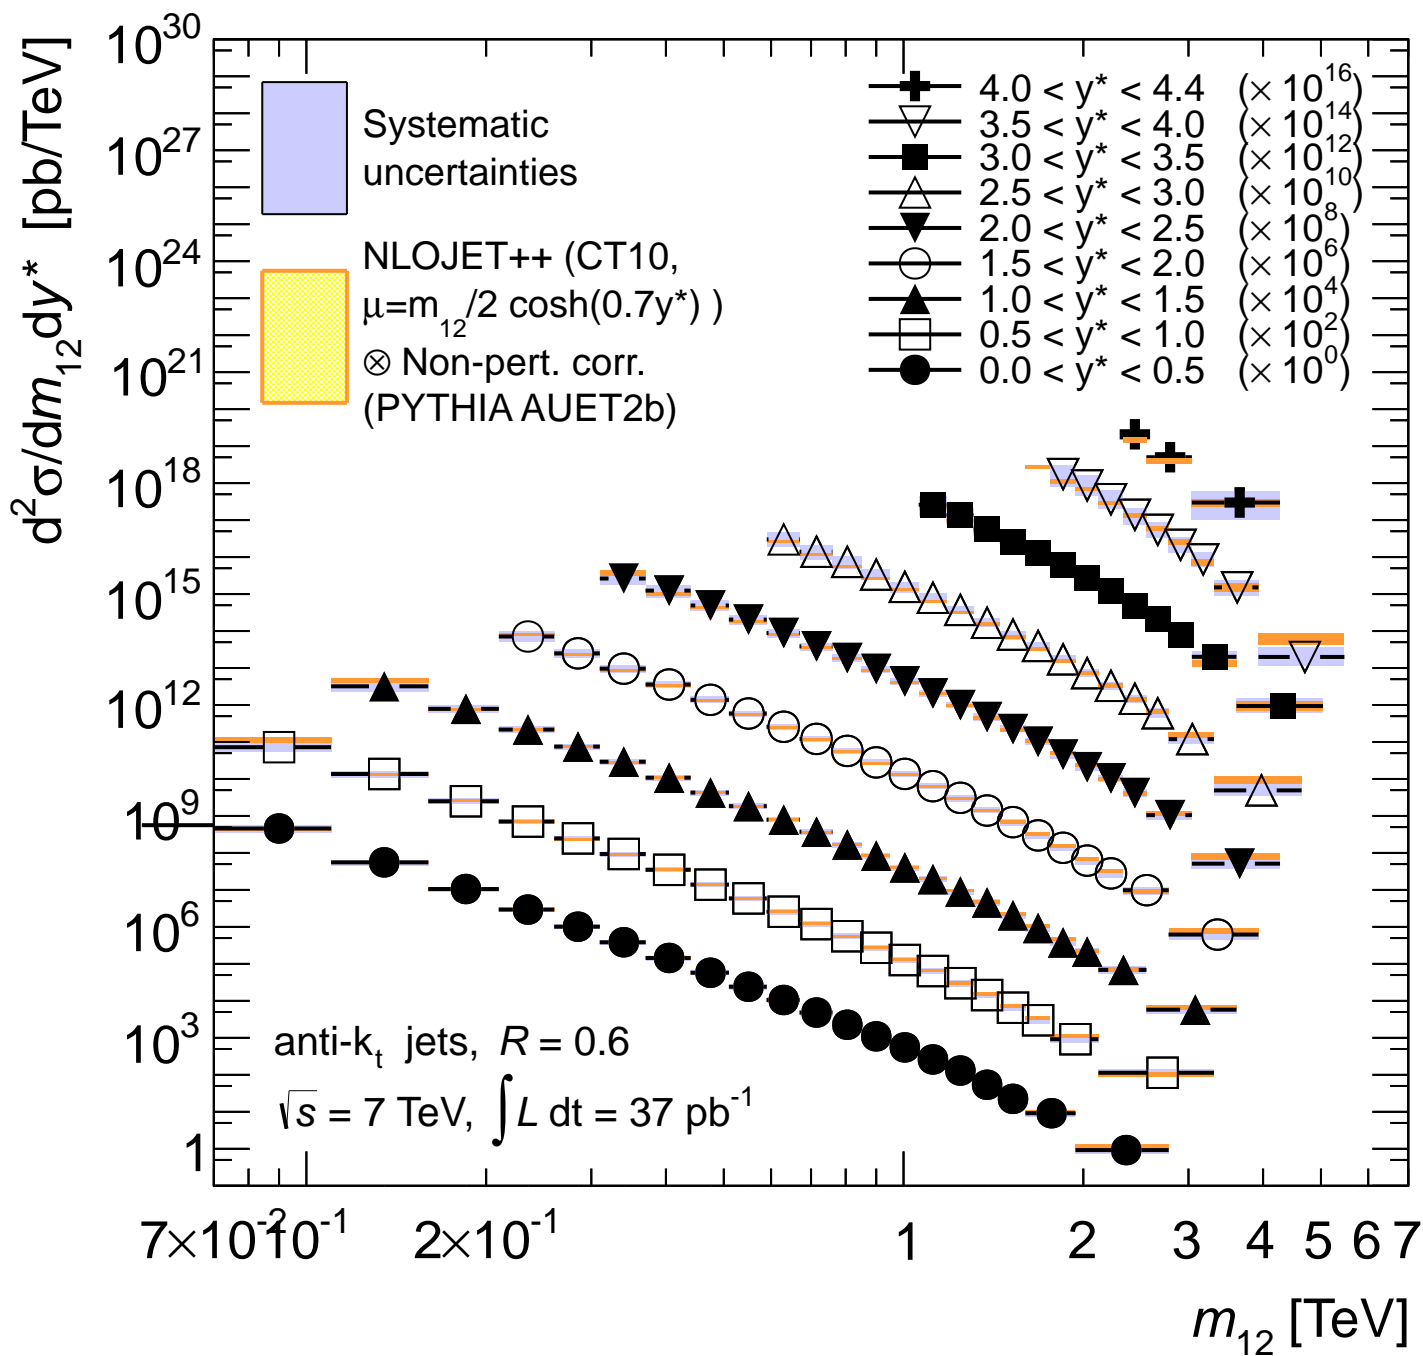 d²σ/dm₁₂dy* [pb/TeV]
10³⁰
10²⁷
10²⁴
10²¹
10¹⁸
10¹⁵
10¹²
10⁹
10⁶
10³
1
Systematic
uncertainties
NLOJET++ (CT10,
μ=m₁₂/2 cosh(0.7y*) )
⊗ Non-pert. corr.
(PYTHIA AUET2b)
4.0 < y* < 4.4 (× 10¹⁶)
3.5 < y* < 4.0 (× 10¹⁴)
3.0 < y* < 3.5 (× 10¹²)
2.5 < y* < 3.0 (× 10¹⁰)
2.0 < y* < 2.5 (× 10⁸)
1.5 < y* < 2.0 (× 10⁶)
1.0 < y* < 1.5 (× 10⁴)
0.5 < y* < 1.0 (× 10²)
0.0 < y* < 0.5 (× 10⁰)
anti-kₜ jets, R = 0.6
√s = 7 TeV, ∫L dt = 37 pb⁻¹
7×10⁻² 10⁻¹ 2×10⁻¹ 1 2 3 4 5 6 7
m₁₂ [TeV]